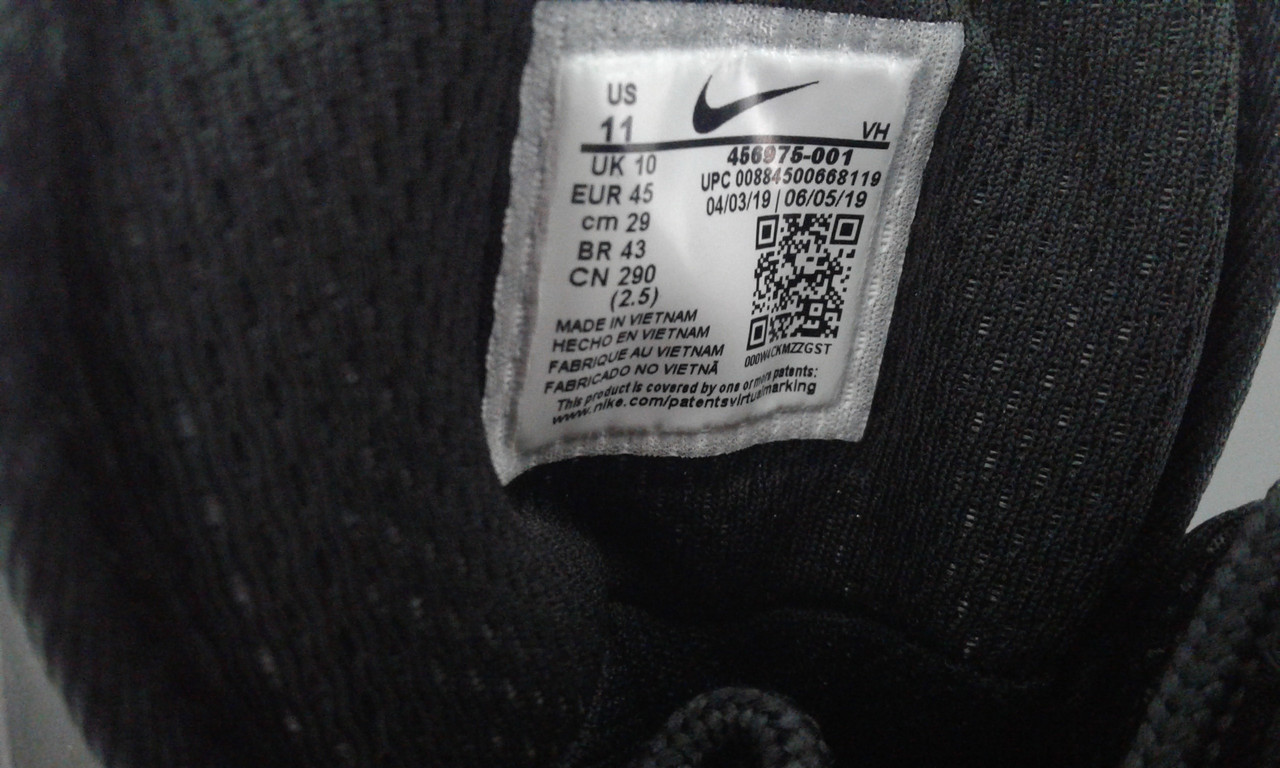 US
11
UK 10
EUR 45
cm 29
BR 43
CN 290
(2.5)
VH
456975-001
UPC 00884500668119
04/03/19 | 06/05/19
MADE IN VIETNAM
HECHO EN VIETNAM
FABRIQUE AU VIETNAM
FABRICADO NO VIETNÃ
This product is covered by one or more patents:
www.nike.com/patentsvirtualmarking